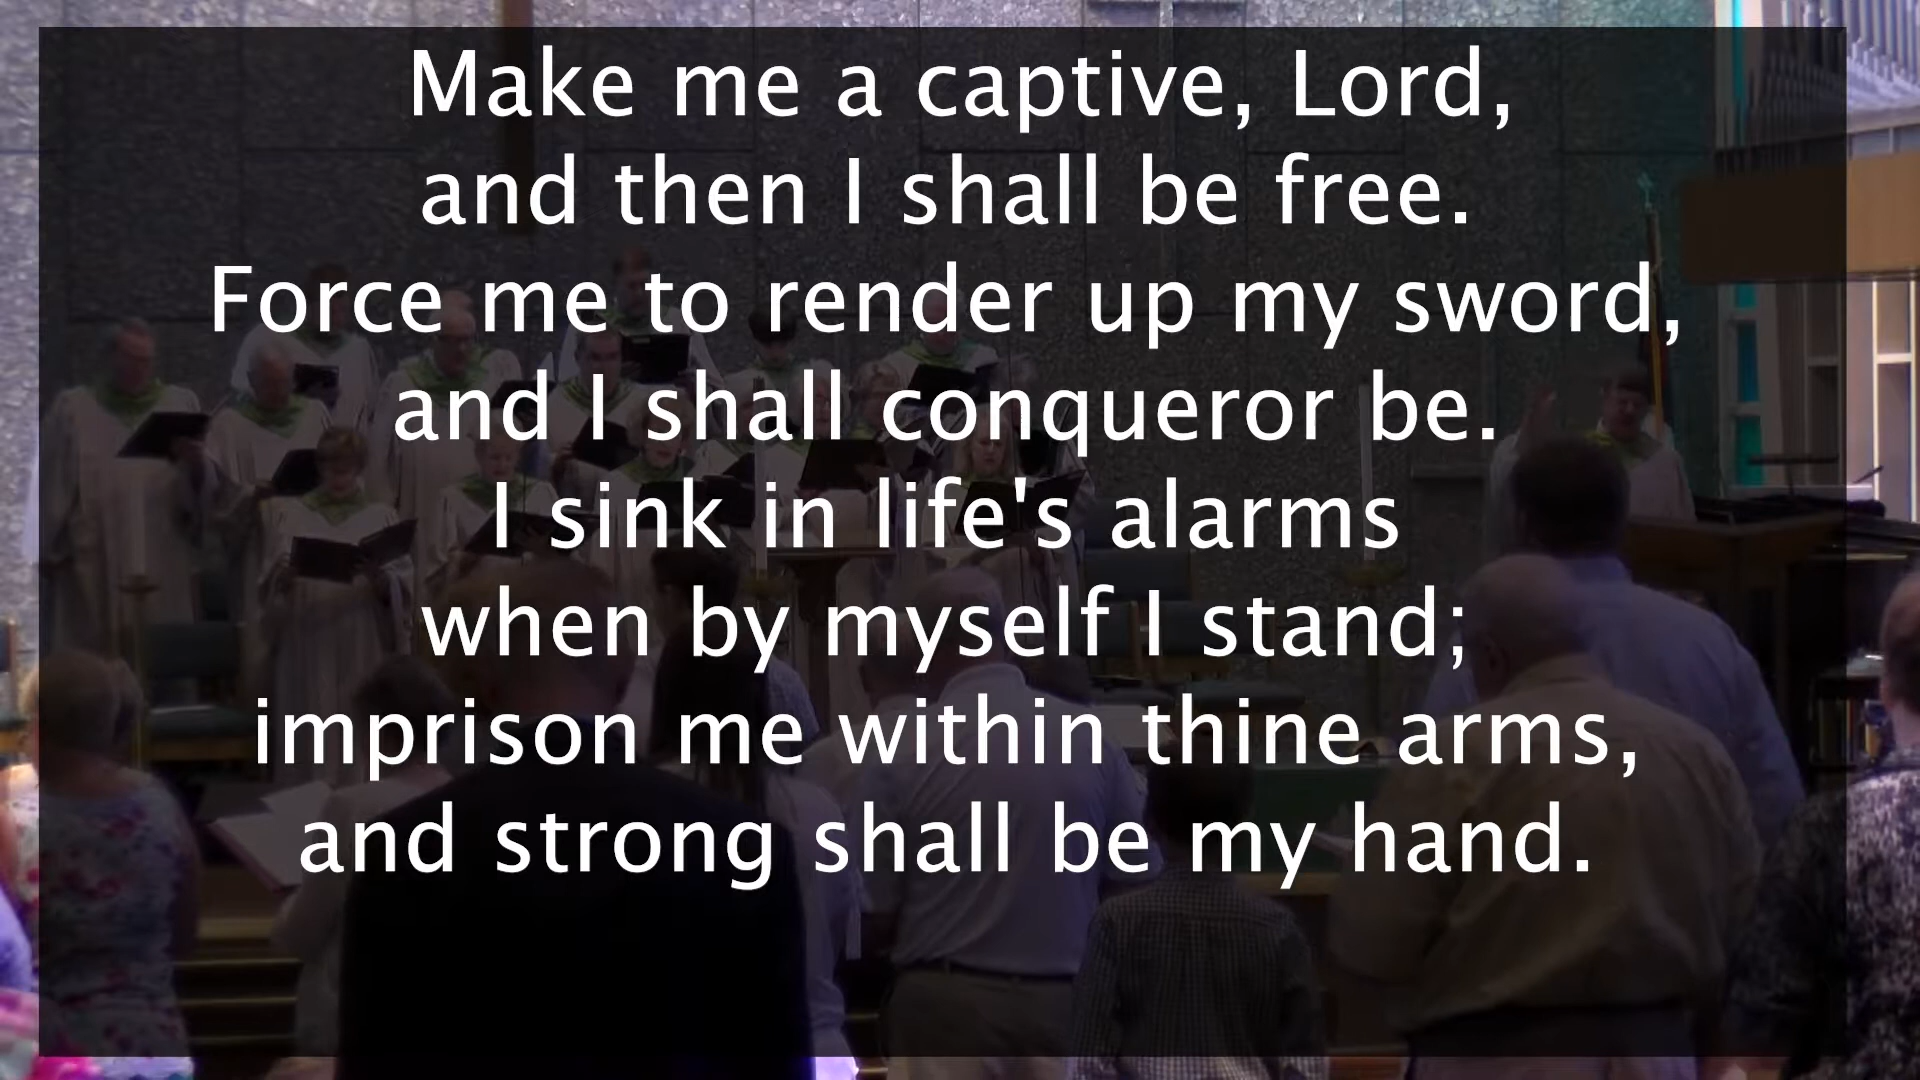 Make me a captive, Lord,
and then I shall be free.
Force me to render up my sword,
and I shall conqueror be.
I sink in life's alarms
when by myself I stand;
imprison me within thine arms,
and strong shall be my hand.